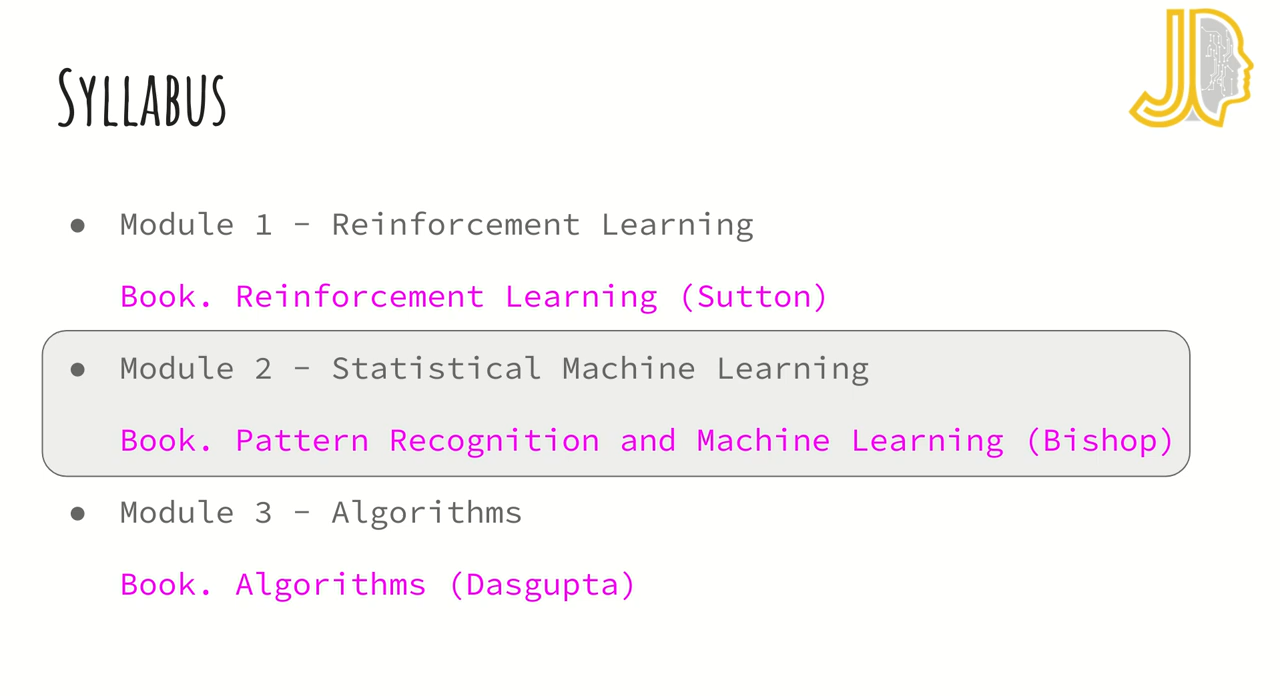 Syllabus
JD
● Module 1 - Reinforcement Learning
Book. Reinforcement Learning (Sutton)
● Module 2 - Statistical Machine Learning
Book. Pattern Recognition and Machine Learning (Bishop)
● Module 3 - Algorithms
Book. Algorithms (Dasgupta)